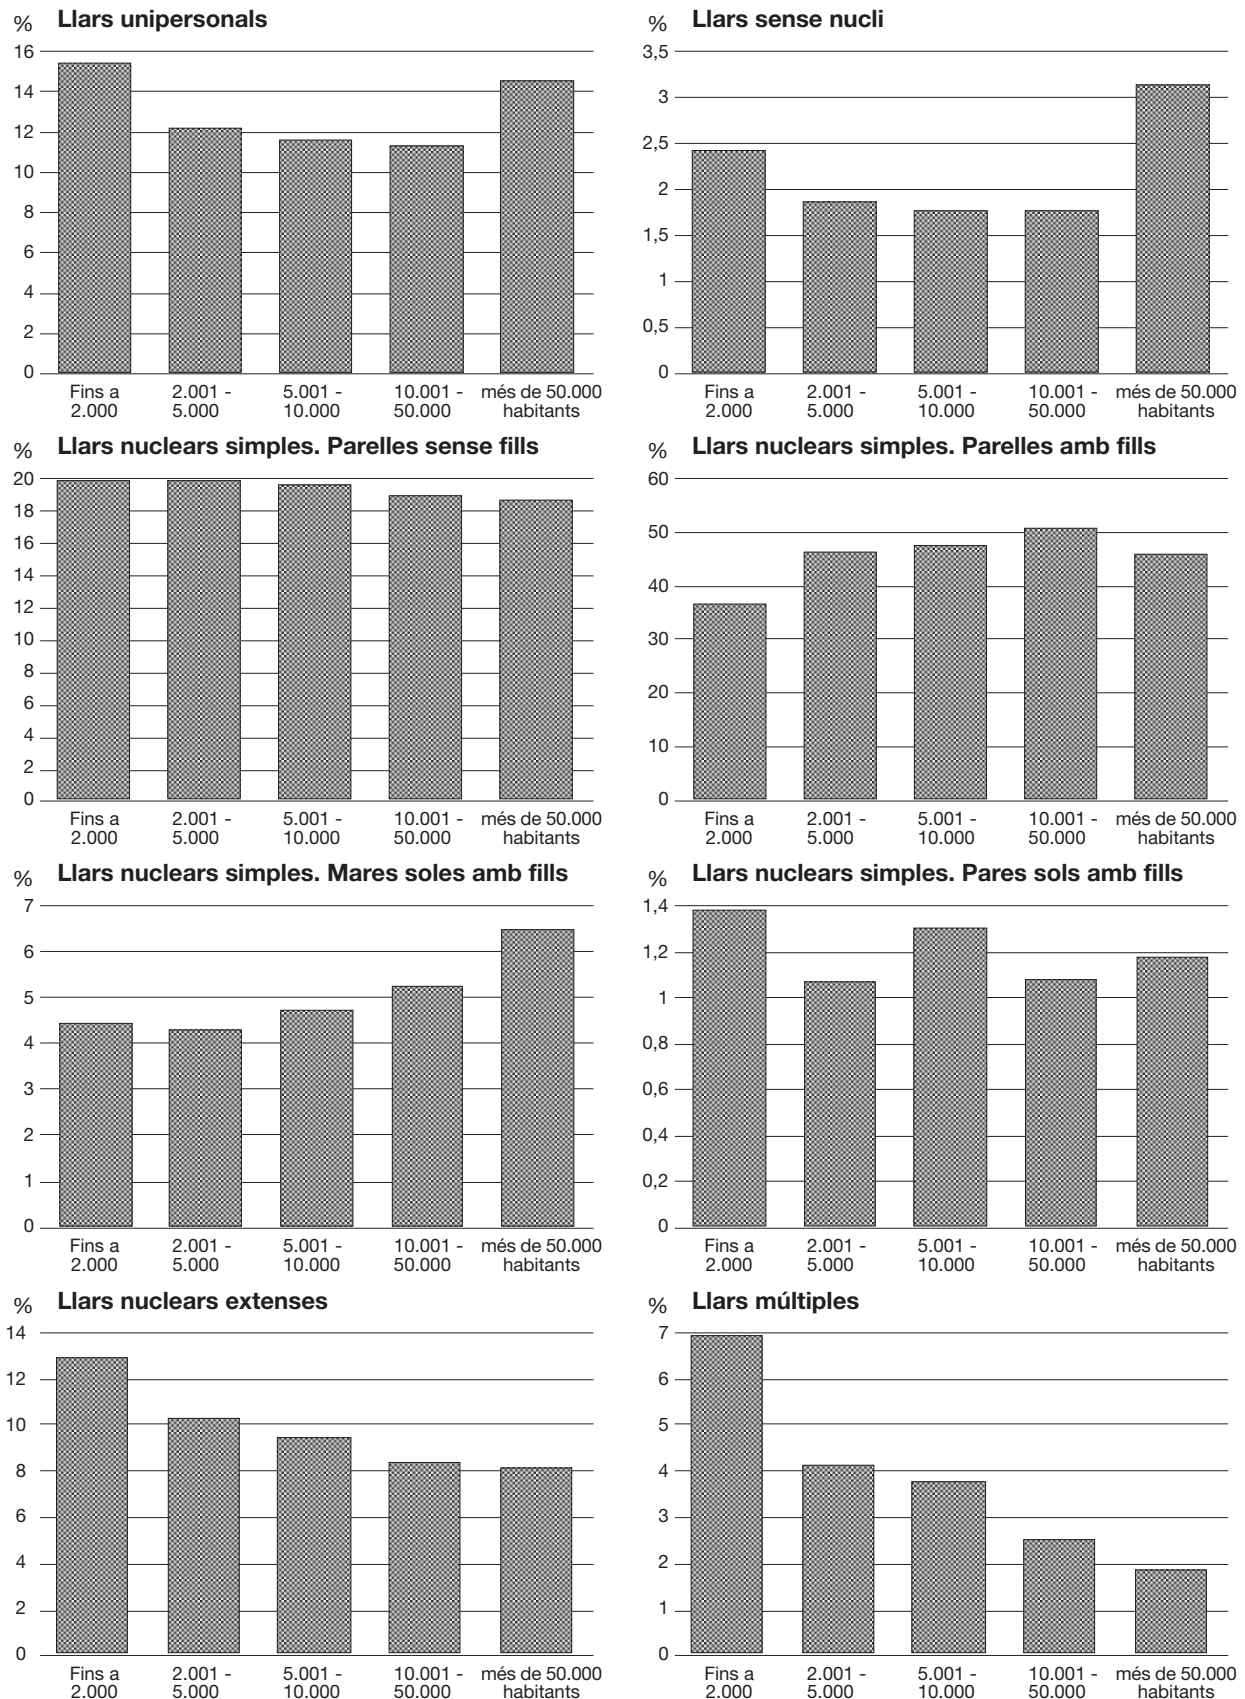 % Llars unipersonals
16
14
12
10
8
6
4
2
0
Fins a 2.001 - 5.001 - 10.001 - més de 50.000
2.000 5.000 10.000 50.000 habitants
% Llars sense nucli
3,5
3
2,5
2
1,5
1
0,5
0
Fins a 2.001 - 5.001 - 10.001 - més de 50.000
2.000 5.000 10.000 50.000 habitants
% Llars nuclears simples. Parelles sense fills
20
18
16
14
12
10
8
6
4
2
0
Fins a 2.001 - 5.001 - 10.001 - més de 50.000
2.000 5.000 10.000 50.000 habitants
% Llars nuclears simples. Parelles amb fills
60
50
40
30
20
10
0
Fins a 2.001 - 5.001 - 10.001 - més de 50.000
2.000 5.000 10.000 50.000 habitants
% Llars nuclears simples. Mares soles amb fills
7
6
5
4
3
2
1
0
Fins a 2.001 - 5.001 - 10.001 - més de 50.000
2.000 5.000 10.000 50.000 habitants
% Llars nuclears simples. Pares sols amb fills
1,4
1,2
1
0,8
0,6
0,4
0,2
0
Fins a 2.001 - 5.001 - 10.001 - més de 50.000
2.000 5.000 10.000 50.000 habitants
% Llars nuclears extenses
14
12
10
8
6
4
2
0
Fins a 2.001 - 5.001 - 10.001 - més de 50.000
2.000 5.000 10.000 50.000 habitants
% Llars múltiples
7
6
5
4
3
2
1
0
Fins a 2.001 - 5.001 - 10.001 - més de 50.000
2.000 5.000 10.000 50.000 habitants